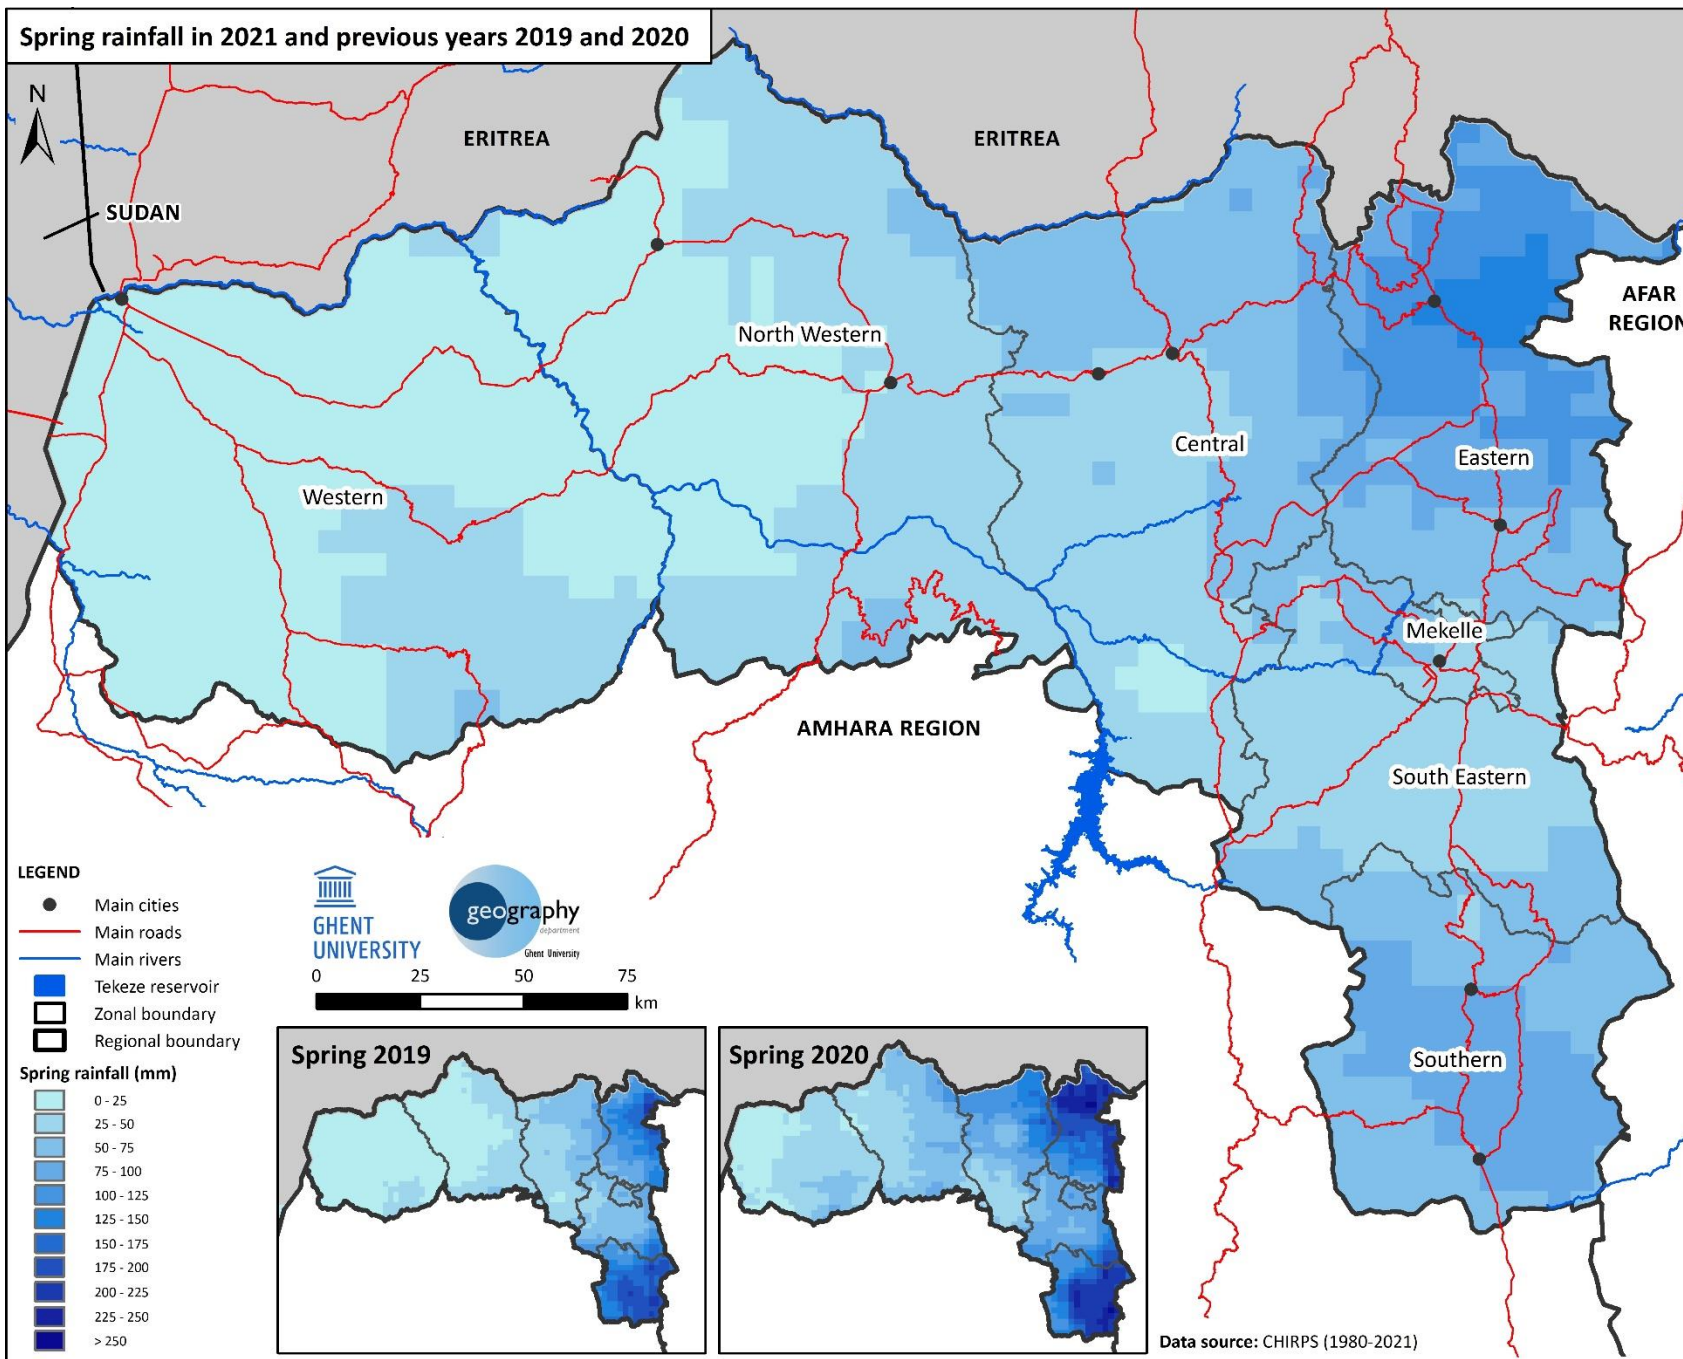 Spring rainfall in 2021 and previous years 2019 and 2020
N
ERITREA
ERITREA
SUDAN
AFAR
REGION
North Western
Central
Eastern
Western
Mekelle
AMHARA REGION
South Eastern
Southern
LEGEND
Main cities
Main roads
Main rivers
Tekeze reservoir
Zonal boundary
Regional boundary
Spring rainfall (mm)
0 - 25
25 - 50
50 - 75
75 - 100
100 - 125
125 - 150
150 - 175
175 - 200
200 - 225
225 - 250
> 250
GHENT
UNIVERSITY
geography
department
Ghent University
0 25 50 75
km
Spring 2019
Spring 2020
Data source: CHIRPS (1980-2021)